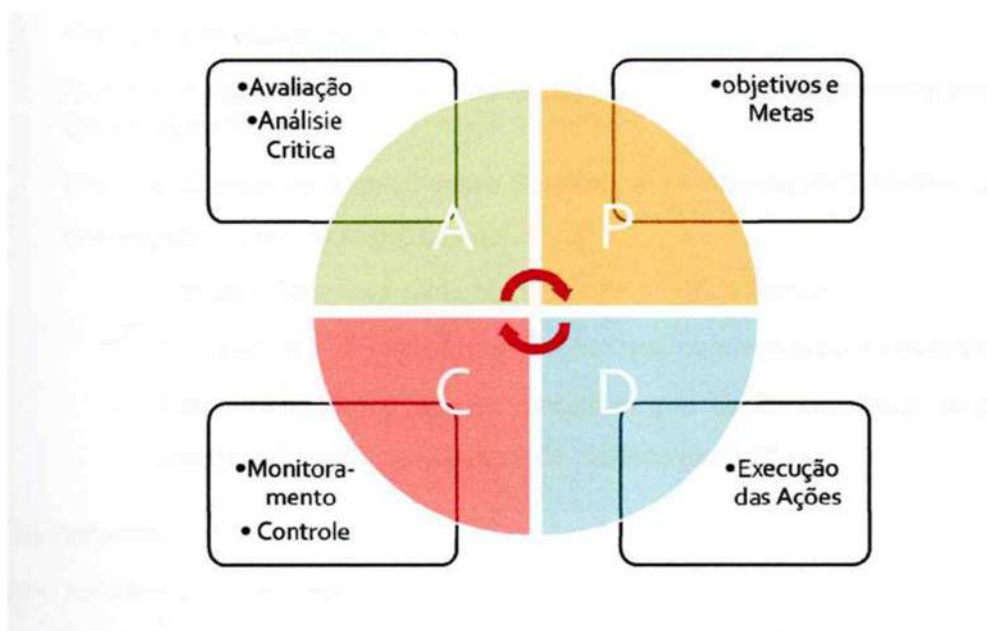 •Avaliação
•Análisie
Critica
•objetivos e
Metas
A
P
C
D
•Monitora-
mento
• Controle
•Execução
das Ações